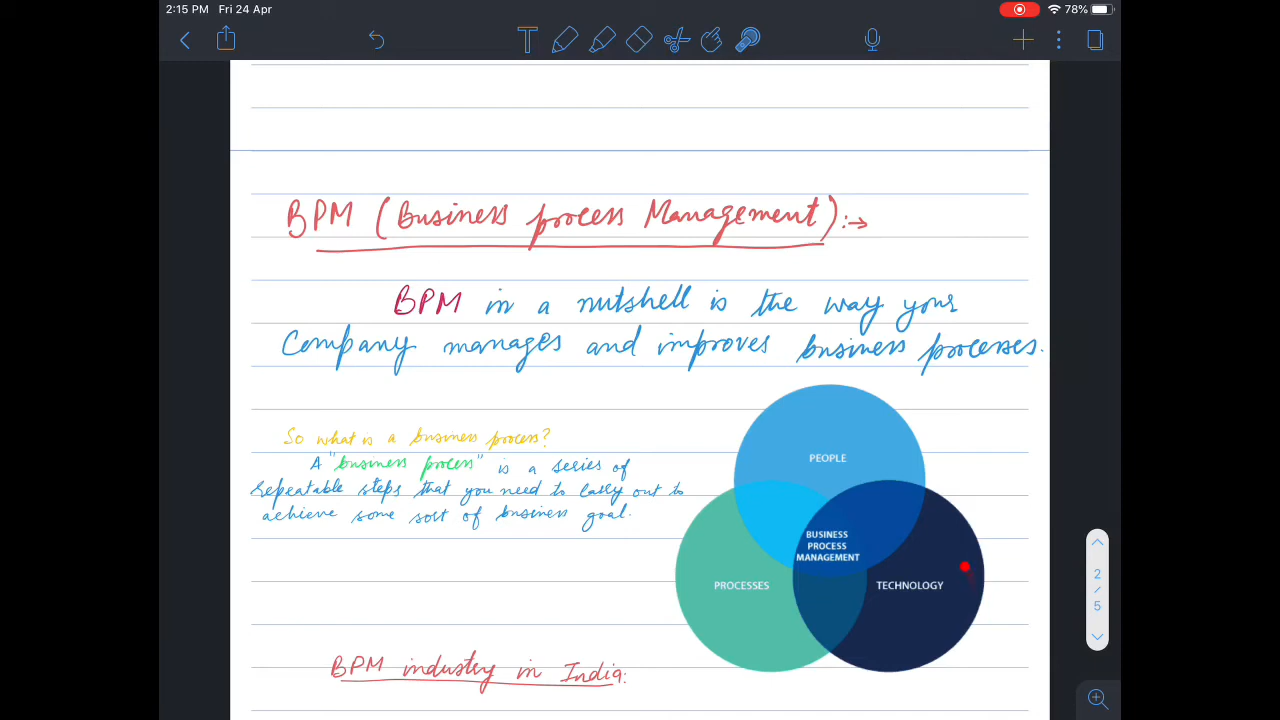 2:15 PM Fri 24 Apr
78%
BPM (Business process Management):→
BPM in a nutshell is the way your
Company manages and improves business processes.
So what is a business process?
A "business process" is a series of
repeatable steps that you need to carry out to
achieve some sort of business goal.
PEOPLE
BUSINESS
PROCESS
MANAGEMENT
PROCESSES
TECHNOLOGY
2
/
5
BPM industry in India: